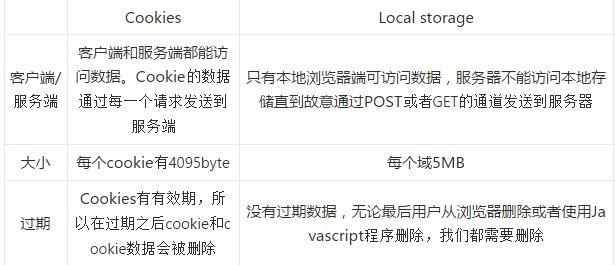 Cookies
Local storage
客户端/
服务端
客户端和服务端都能访
问数据。Cookie的数据
通过每一个请求发送到
服务端
只有本地浏览器端可访问数据，服务器不能访问本地存
储直到故意通过POST或者GET的通道发送到服务器
大小
每个cookie有4095byte
每个域5MB
过期
Cookies有有效期，所
以在过期之后cookie和c
ookie数据会被删除
没有过期数据，无论最后用户从浏览器删除或者使用Ja
vascript程序删除，我们都需要删除